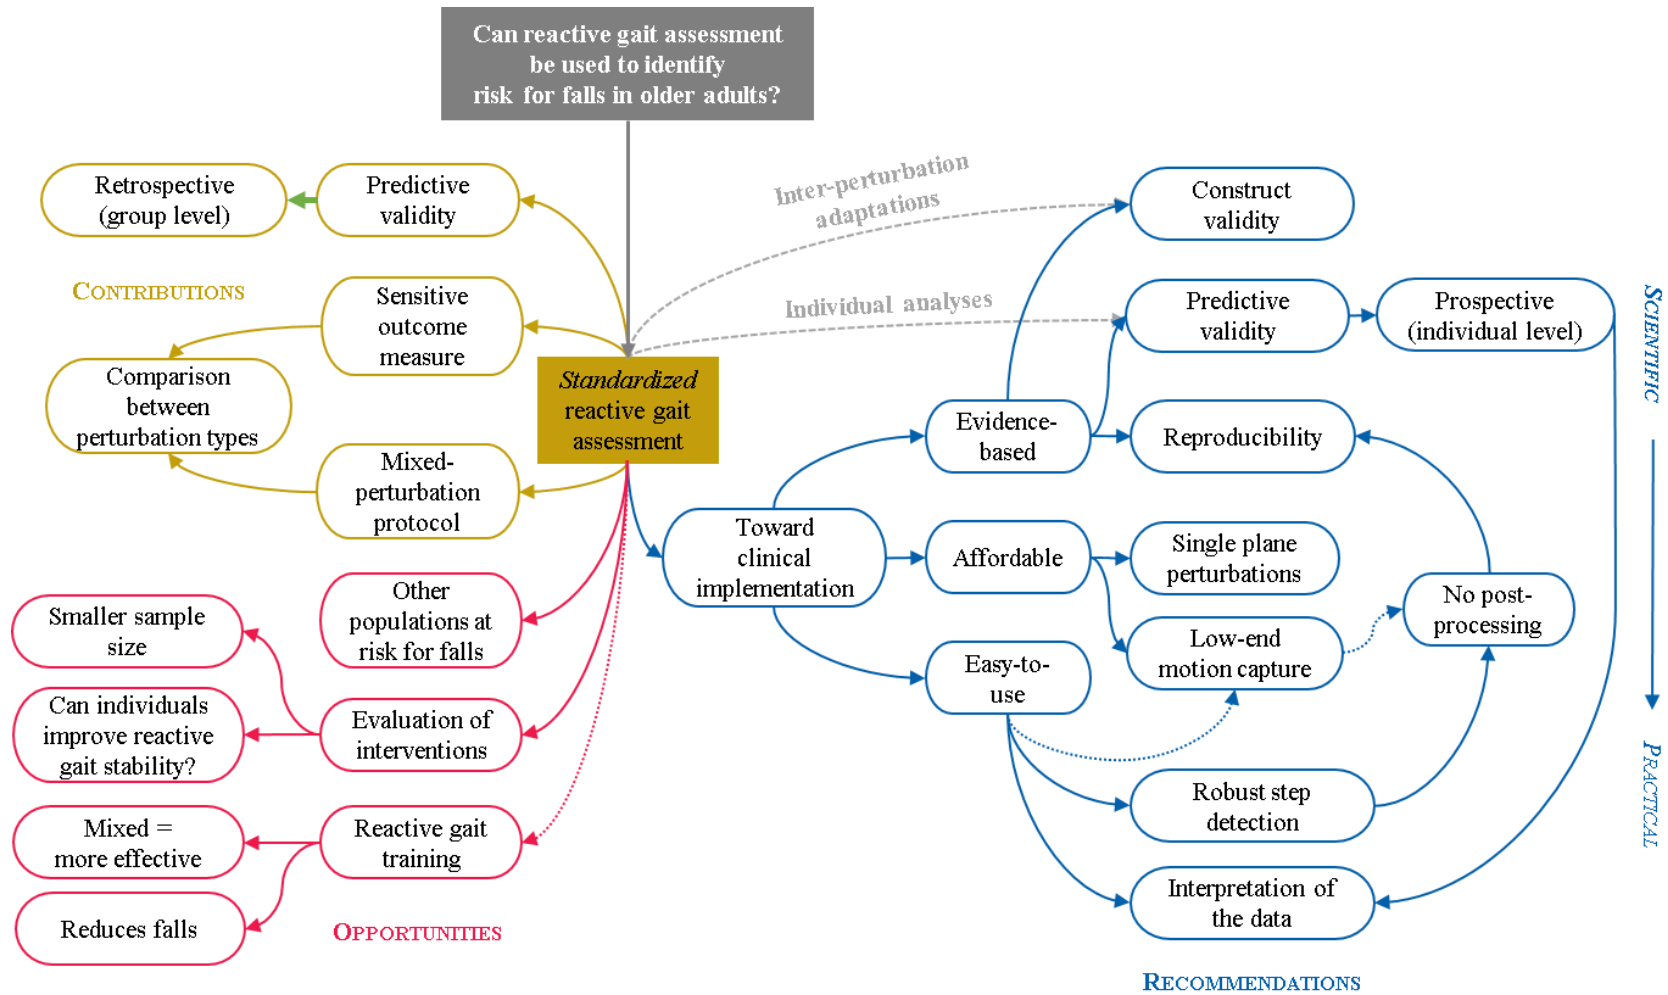 Can reactive gait assessment
be used to identify
risk for falls in older adults?
Retrospective
(group level)
Predictive
validity
Inter-perturbation
adaptations
Construct
validity
CONTRIBUTIONS
Sensitive
outcome
measure
Individual analyses
Predictive
validity
Prospective
(individual level)
SCIENTIFIC
Comparison
between
perturbation types
Standardized
reactive gait
assessment
Evidence-
based
Reproducibility
Mixed-
perturbation
protocol
Toward
clinical
implementation
Affordable
Single plane
perturbations
No post-
processing
Other
populations at
risk for falls
Smaller sample
size
Easy-to-
use
Low-end
motion capture
Can individuals
improve reactive
gait stability?
Evaluation of
interventions
PRACTICAL
Robust step
detection
Mixed =
more effective
Reactive gait
training
Interpretation of
the data
Reduces falls
OPPORTUNITIES
RECOMMENDATIONS